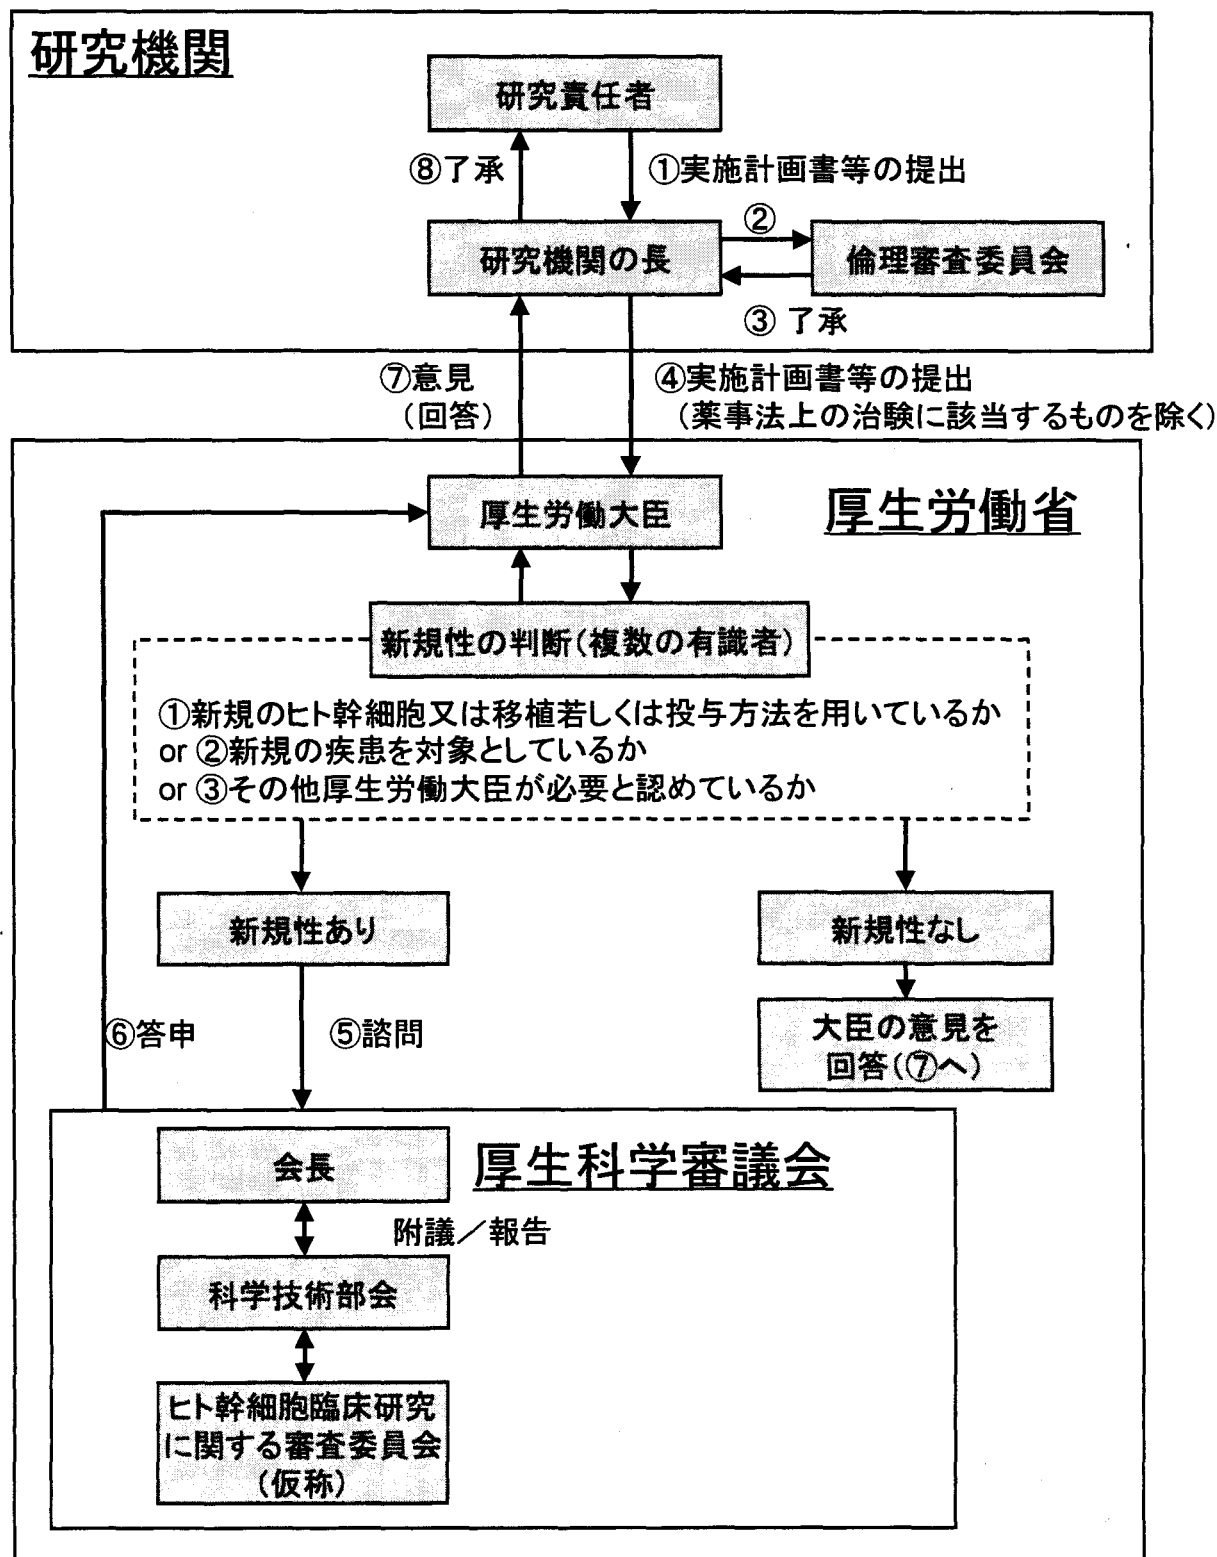 研究機関
研究責任者
⑧了承
①実施計画書等の提出
②
研究機関の長
倫理審査委員会
③ 了承
⑦意見
(回答)
④実施計画書等の提出
(薬事法上の治験に該当するものを除く)
厚生労働省
厚生労働大臣
新規性の判断(複数の有識者)
①新規のヒト幹細胞又は移植若しくは投与方法を用いているか
or ②新規の疾患を対象としているか
or ③その他厚生労働大臣が必要と認めているか
新規性あり
新規性なし
大臣の意見を
回答(⑦へ)
⑥答申
⑤諮問
厚生科学審議会
会長
附議/報告
科学技術部会
ヒト幹細胞臨床研究
に関する審査委員会
(仮称)